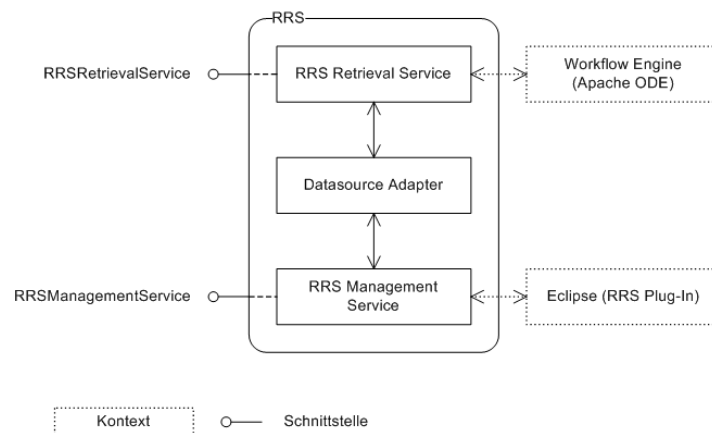 RRS
RRSRetrievalService
RRS Retrieval Service
Workflow Engine
(Apache ODE)
Datasource Adapter
RRSManagementService
RRS Management
Service
Eclipse (RRS Plug-In)
Kontext
Schnittstelle